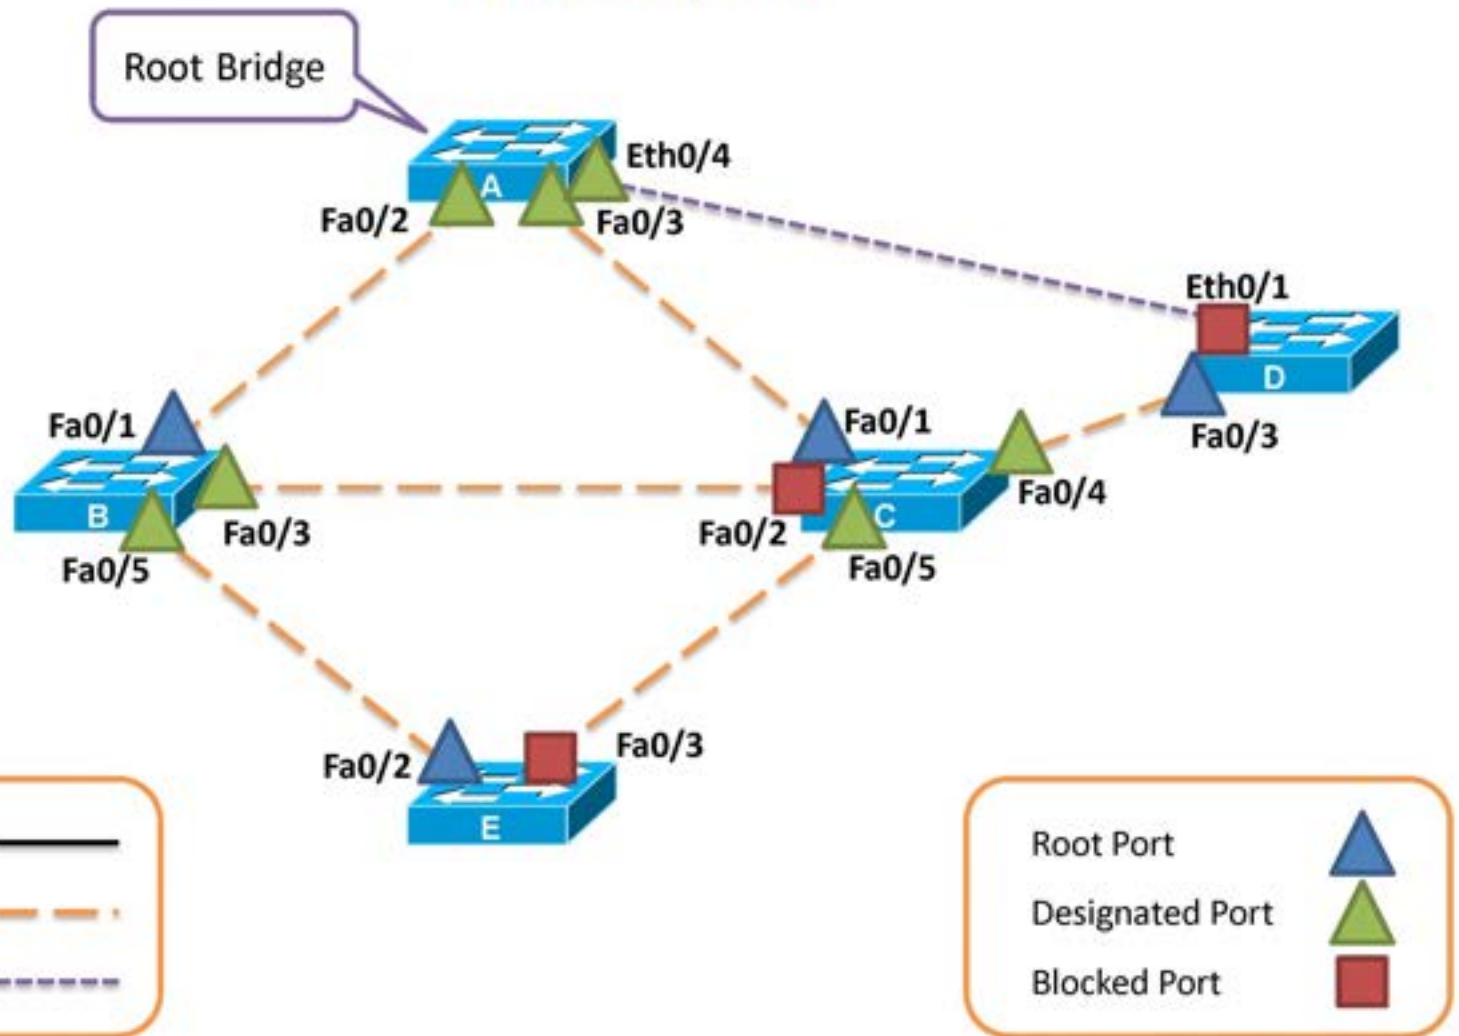 Root Bridge
A
Eth0/4
Fa0/2
Fa0/3
Eth0/1
D
Fa0/3
Fa0/1
B
Fa0/3
Fa0/5
Fa0/1
Fa0/2
C
Fa0/4
Fa0/5
Fa0/2
Fa0/3
E
Root Port
Designated Port
Blocked Port